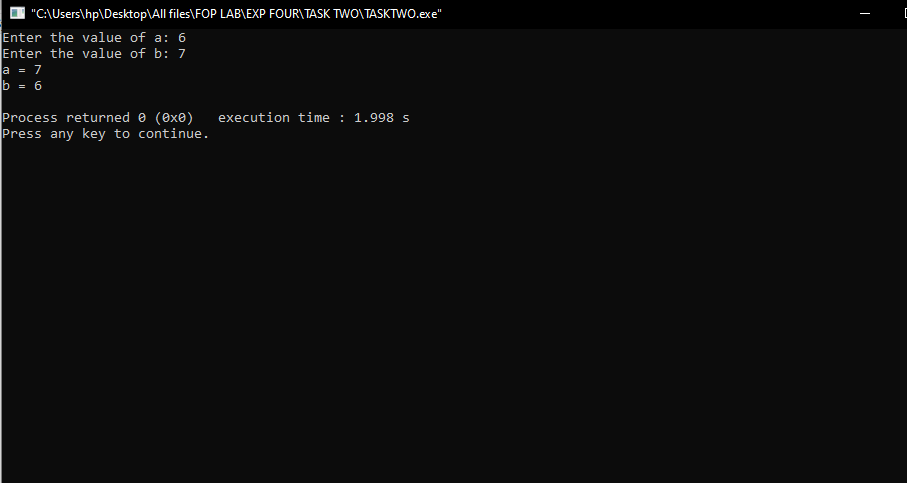 "C:\Users\hp\Desktop\All files\FOP LAB\EXP FOUR\TASK TWO\TASKTWO.exe"
Enter the value of a: 6
Enter the value of b: 7
a = 7
b = 6
Process returned 0 (0x0)   execution time : 1.998 s
Press any key to continue.